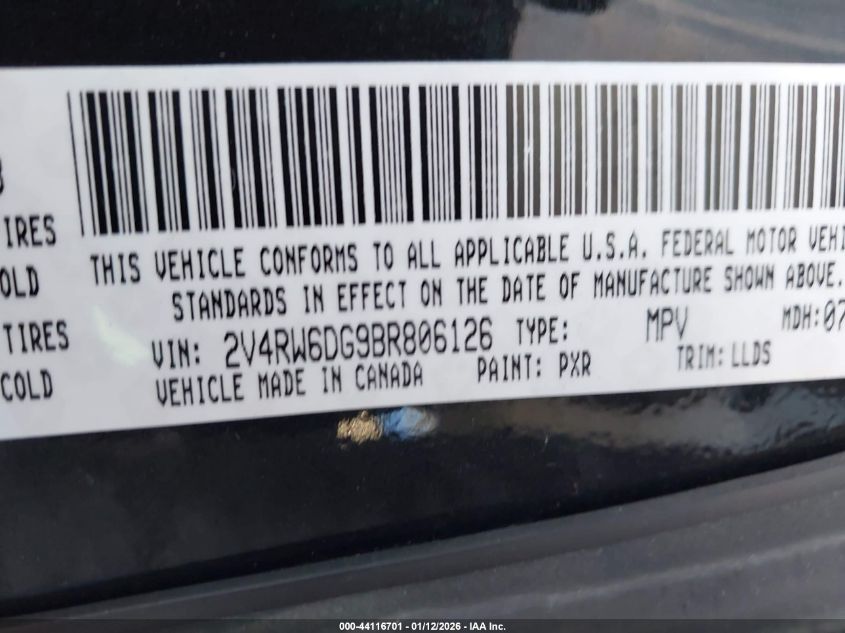 IRES
OLD
TIRES
COLD
THIS VEHICLE CONFORMS TO ALL APPLICABLE U.S.A. FEDERAL MOTOR VEHI
STANDARDS IN EFFECT ON THE DATE OF MANUFACTURE SHOWN ABOVE.
VIN: 2V4RW6DG9BR806126 TYPE: MPV MDH:07
VEHICLE MADE IN CANADA PAINT: PXR TRIM: LLDS
000-44116701 - 01/12/2026 - IAA Inc.